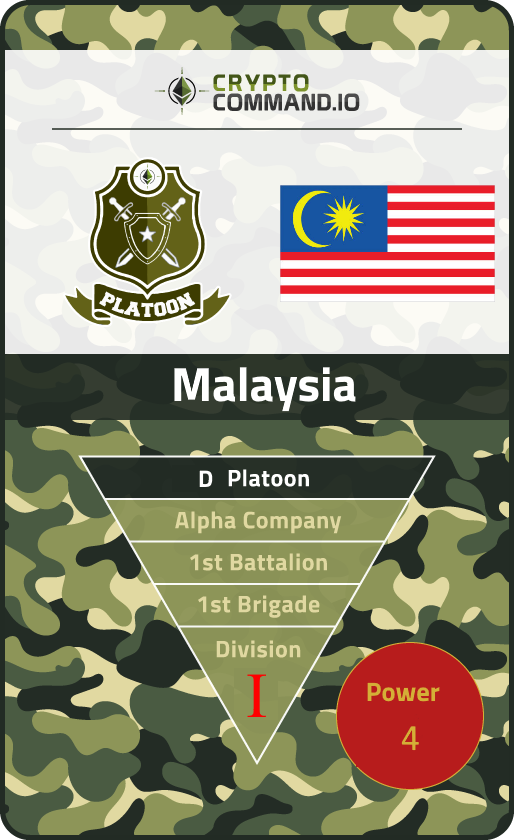 CRYPTO
COMMAND.IO
PLATOON
Malaysia
D Platoon
Alpha Company
1st Battalion
1st Brigade
Division
I
Power
4